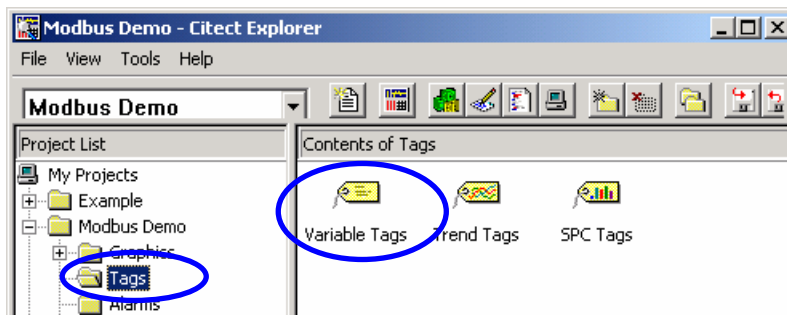 Modbus Demo - Citect Explorer
File View Tools Help
Modbus Demo
Project List
My Projects
Example
Modbus Demo
Graphics
Tags
Alarms
Contents of Tags
Variable Tags
Trend Tags
SPC Tags